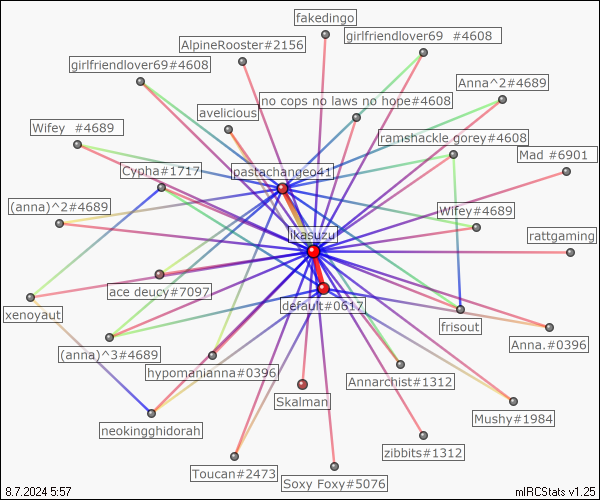 fakedingo
girlfriendlover69 #4608
AlpineRooster#2156
girlfriendlover69#4608
Anna^2#4689
no cops no laws no hope#4608
avelicious
Wifey #4689
ramshackle gorey#4608
Mad #6901
Cypha#1717
pastachangeo41
(anna)^2#4689
Wifey#4689
ikasuzu
rattgaming
ace deucy#7097
default#0617
xenoyaut
frisout
Anna.#0396
(anna)^3#4689
hypomanianna#0396
Annarchist#1312
Skalman
Mushy#1984
neokingghidorah
zibbits#1312
Toucan#2473
Soxy Foxy#5076
8.7.2024 5:57
mIRCStats v1.25